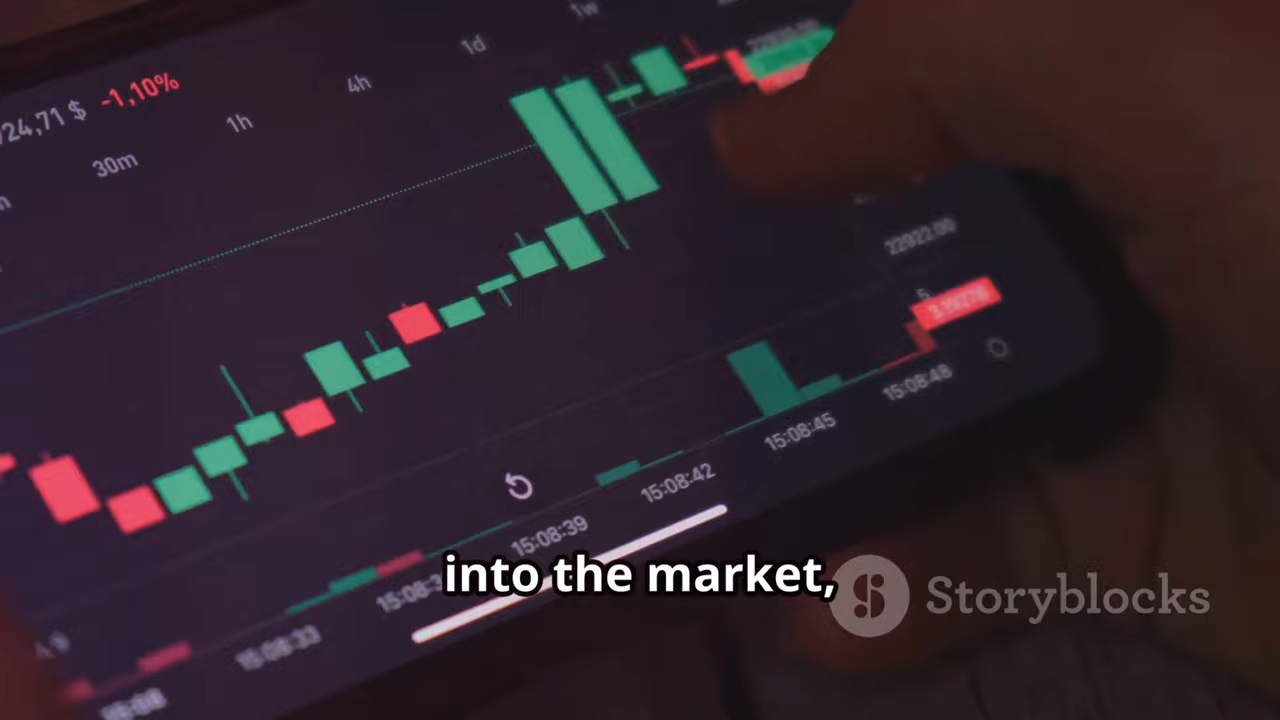 1w
1d
4h
1h
30m
724,71 $ -1,10%
22922.00
15:08:48
15:08:45
15:08:42
15:08:39
15:08:33
into the market,
Storyblocks